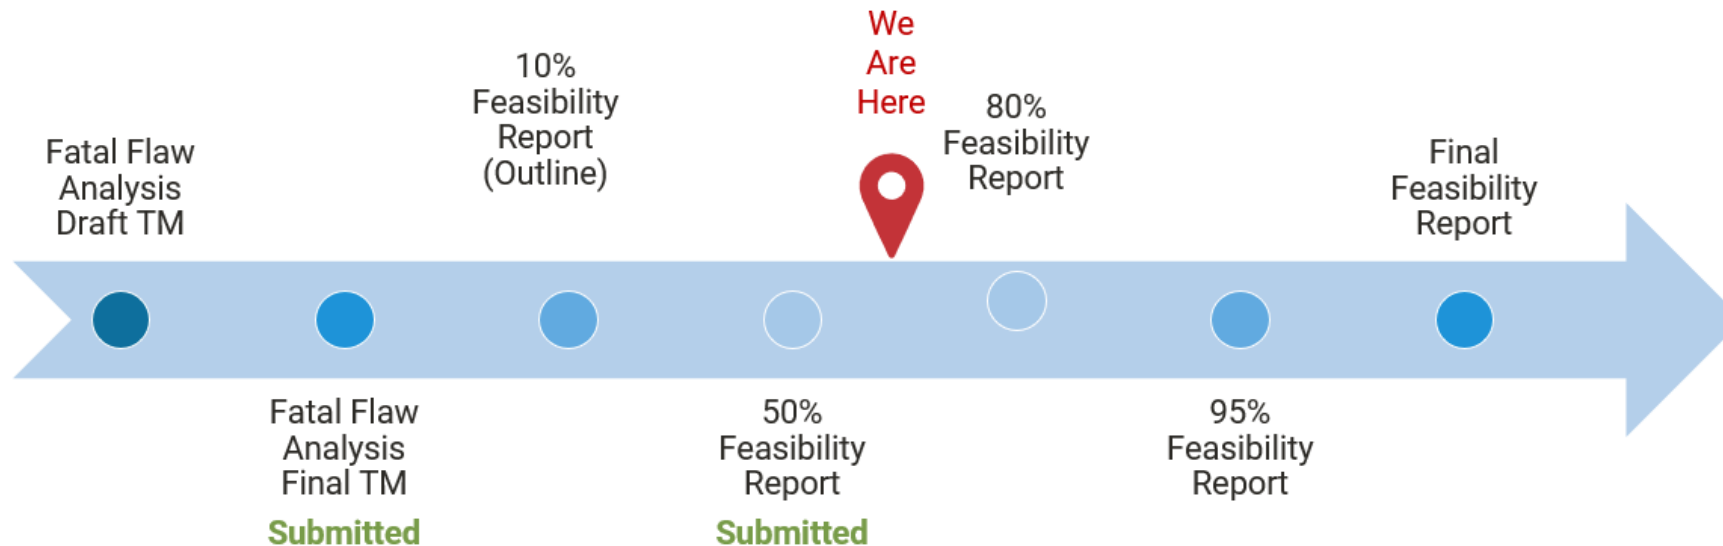 Fatal Flaw
Analysis
Draft TM
Fatal Flaw
Analysis
Final TM
Submitted
10%
Feasibility
Report
(Outline)
50%
Feasibility
Report
Submitted
We
Are
Here
80%
Feasibility
Report
95%
Feasibility
Report
Final
Feasibility
Report